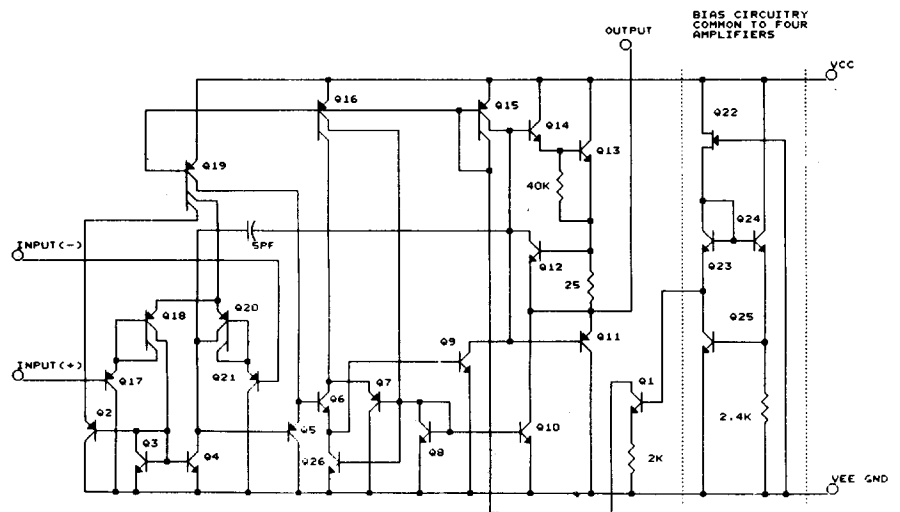 BIAS CIRCUITRY
COMMON TO FOUR
AMPLIFIERS
OUTPUT
VCC
Q16
Q15
Q14
Q13
Q22
Q19
40K
Q24
INPUT(-)
5PF
Q12
Q23
25
Q18
Q20
Q25
Q9
Q11
INPUT(+)
Q17
Q21
Q7
Q1
Q6
Q2
Q5
Q10
2.4K
Q3
Q4
Q8
Q26
2K
VEE GND